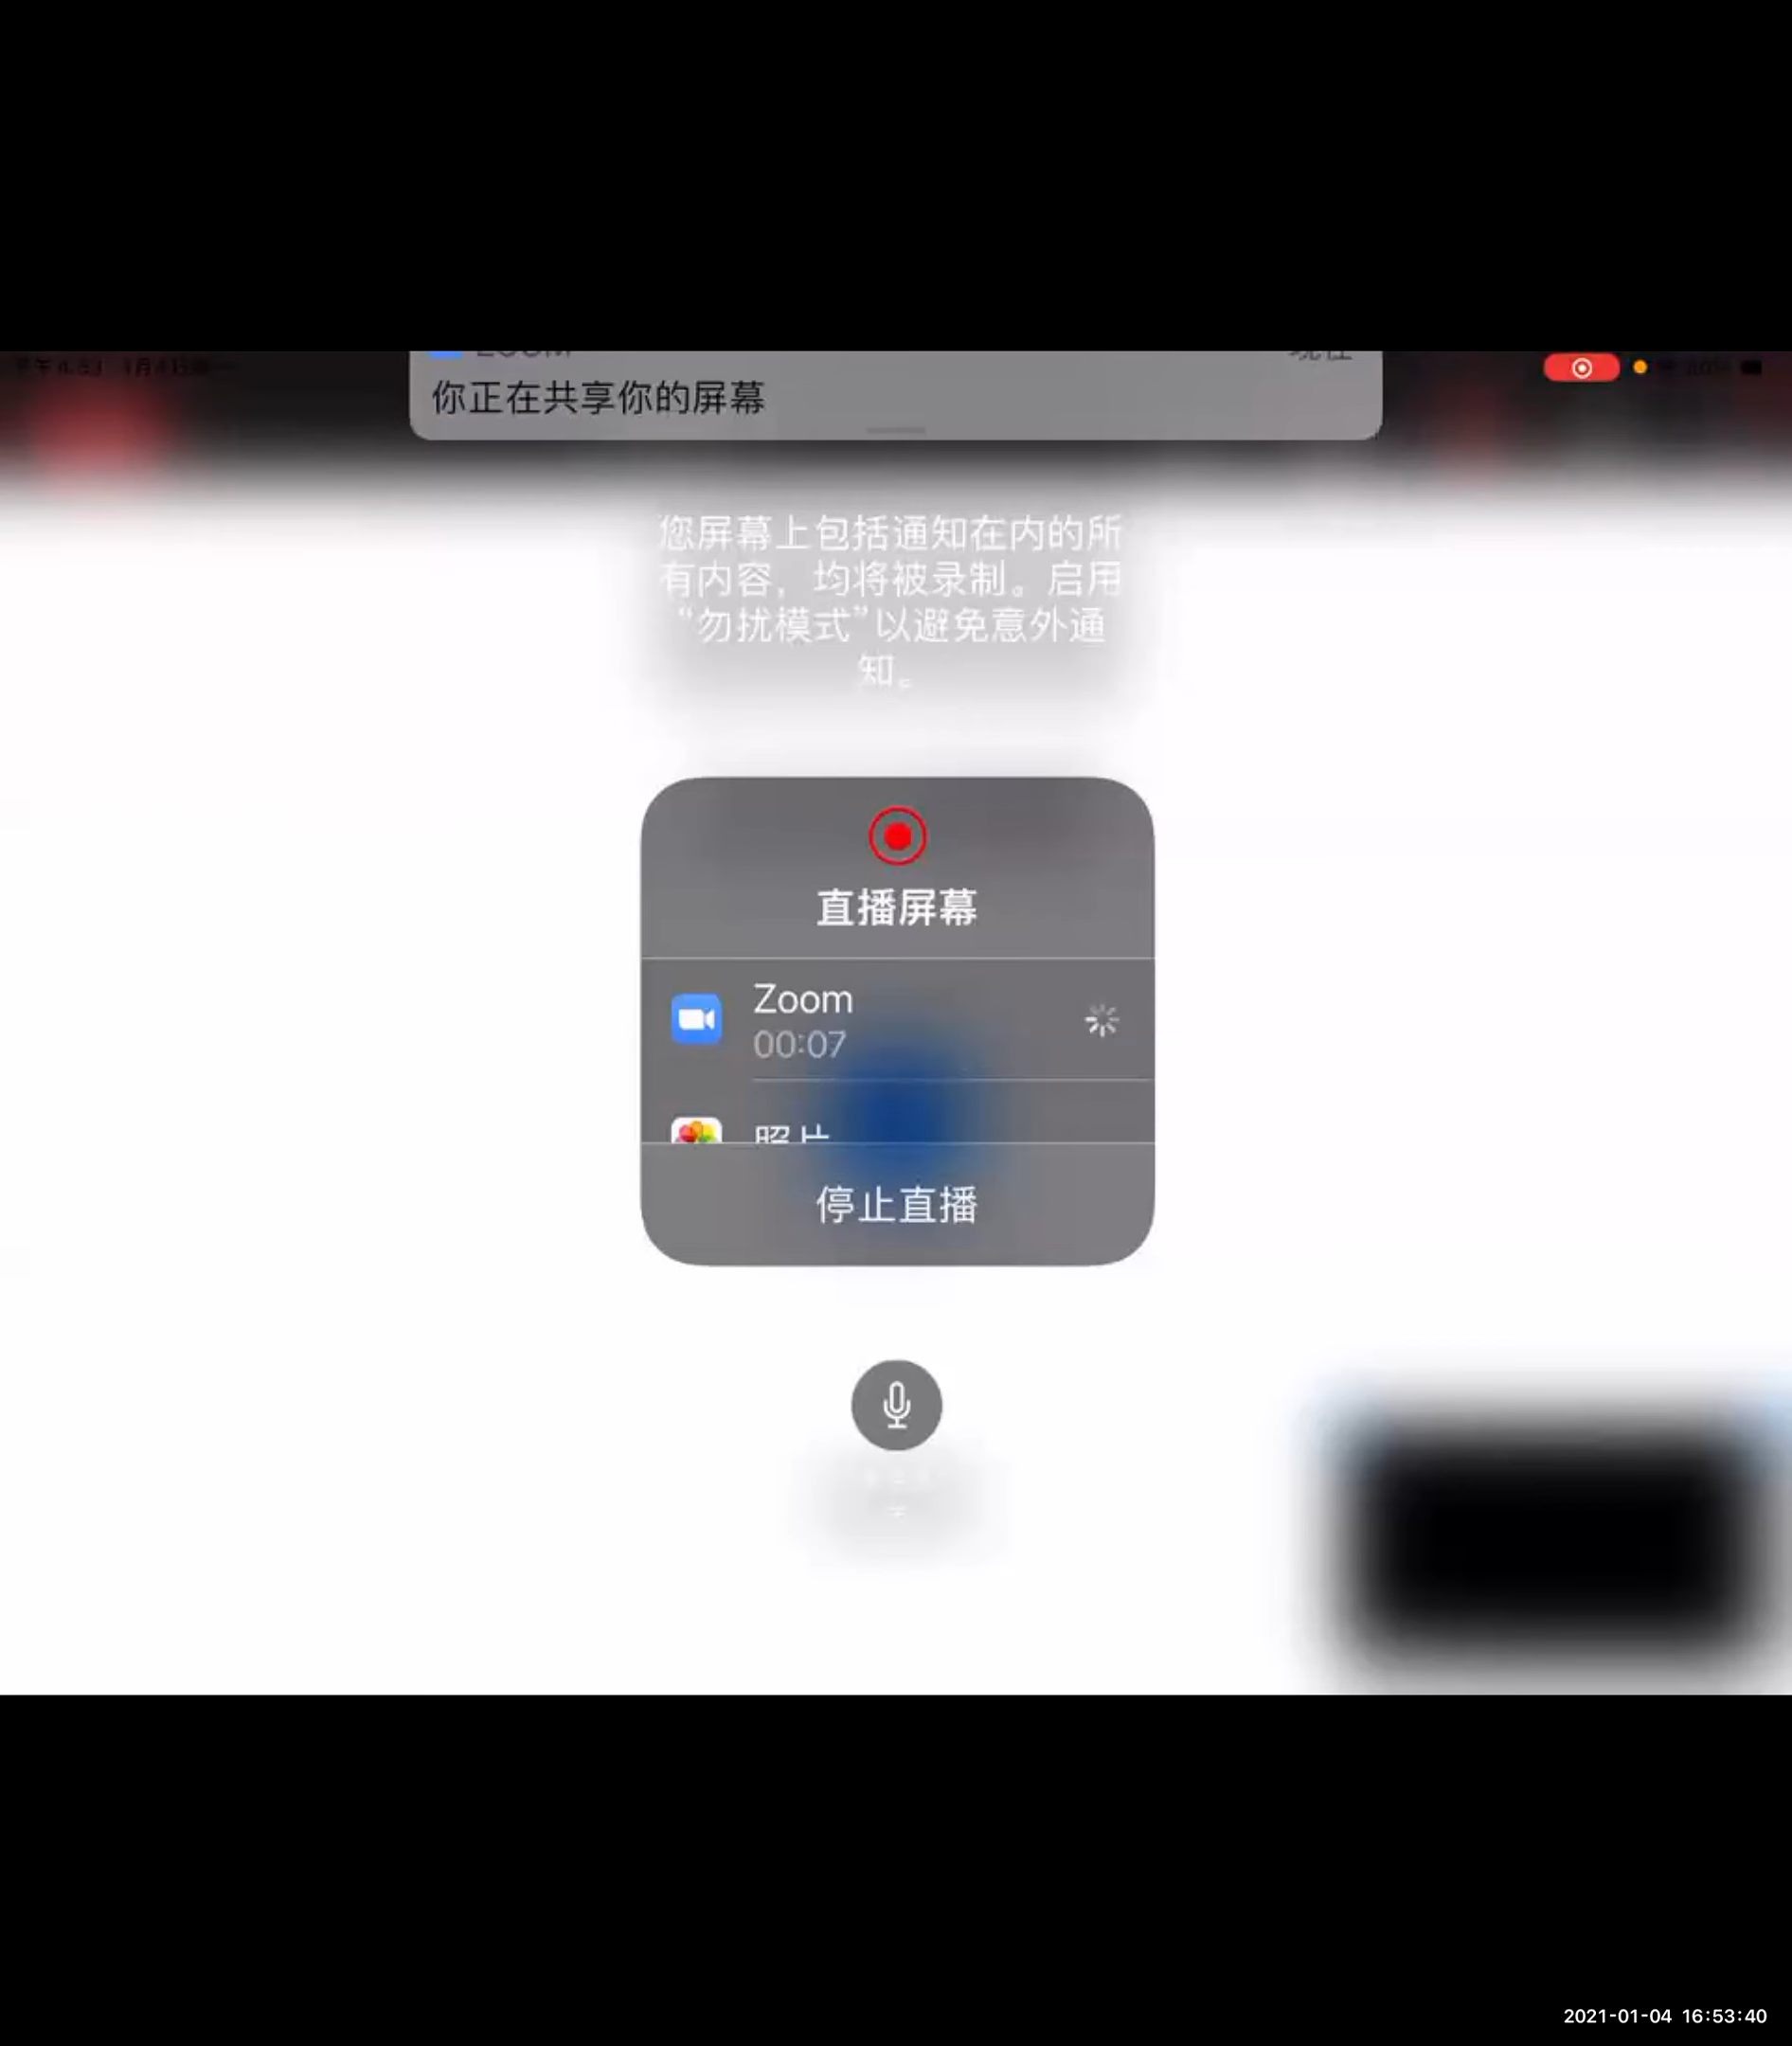 你正在共享你的屏幕
您屏幕上包括通知在内的所
有内容，均将被录制。启用
“勿扰模式”以避免意外通
知。
直播屏幕
Zoom
00:07
照片
停止直播
2021-01-04 16:53:40